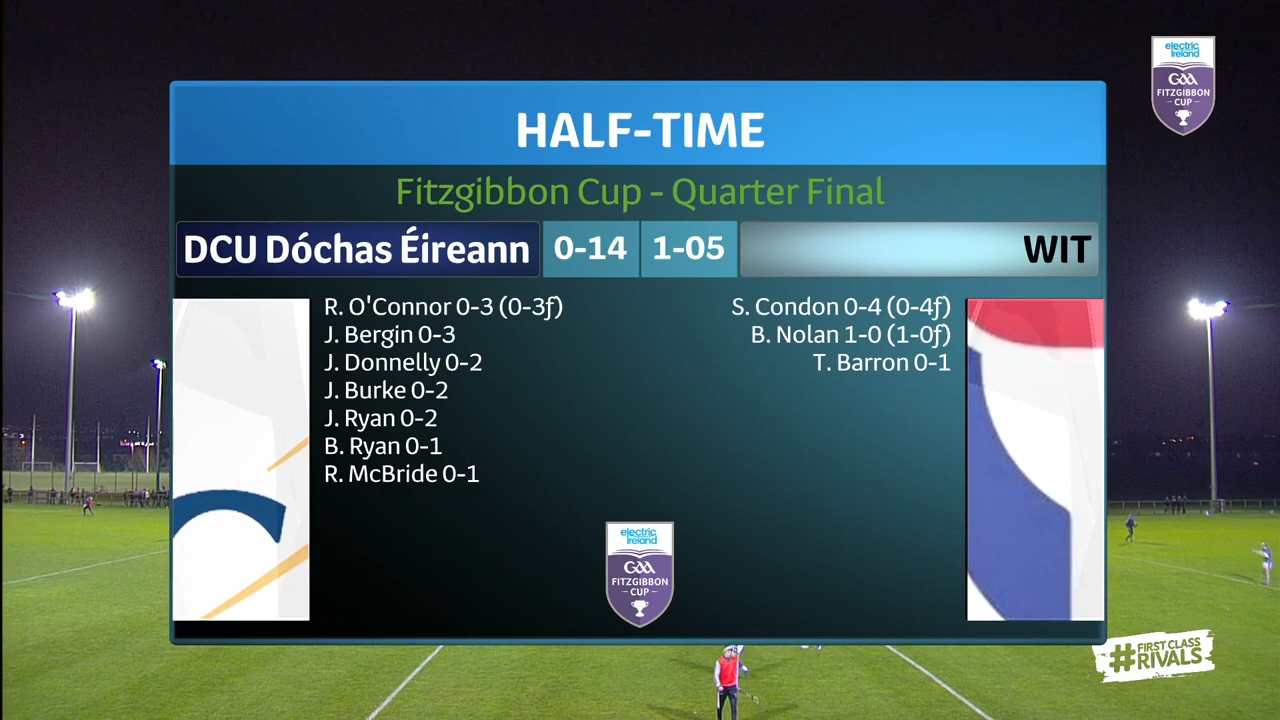 electric
Ireland
GAA
FITZGIBBON
CUP
HALF-TIME
Fitzgibbon Cup - Quarter Final
DCU Dóchas Éireann 0-14 1-05 WIT
R. O'Connor 0-3 (0-3f)
J. Bergin 0-3
J. Donnelly 0-2
J. Burke 0-2
J. Ryan 0-2
B. Ryan 0-1
R. McBride 0-1
S. Condon 0-4 (0-4f)
B. Nolan 1-0 (1-0f)
T. Barron 0-1
electric
Ireland
GAA
FITZGIBBON
CUP
#FIRST CLASS
RIVALS